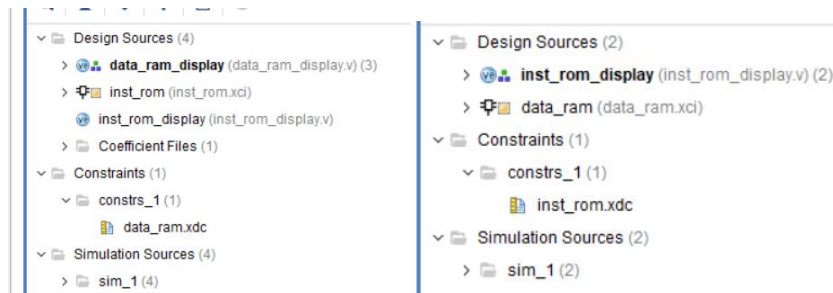 Design Sources (4)
data_ram_display (data_ram_display.v) (3)
inst_rom (inst_rom.xci)
inst_rom_display (inst_rom_display.v)
Coefficient Files (1)
Constraints (1)
constrs_1 (1)
data_ram.xdc
Simulation Sources (4)
sim_1 (4)
Design Sources (2)
inst_rom_display (inst_rom_display.v) (2)
data_ram (data_ram.xci)
Constraints (1)
constrs_1 (1)
inst_rom.xdc
Simulation Sources (2)
sim_1 (2)